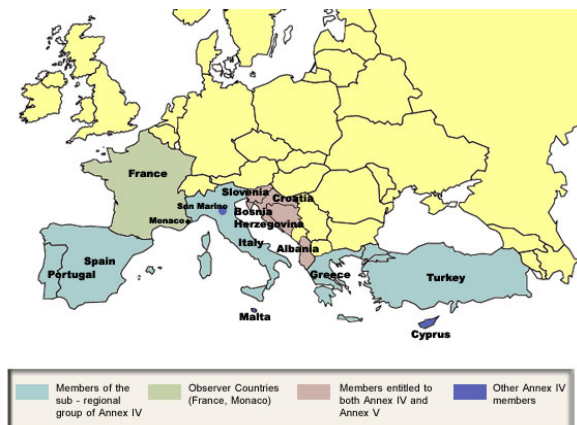 France
Slovenia
Croatia
San Marino
Bosnia
Monaco
Herzegovina
Italy
Spain
Portugal
Albania
Greece
Turkey
Malta
Cyprus
Members of the
sub - regional
group of Annex IV
Observer Countries
(France, Monaco)
Members entitled to
both Annex IV and
Annex V
Other Annex IV
members